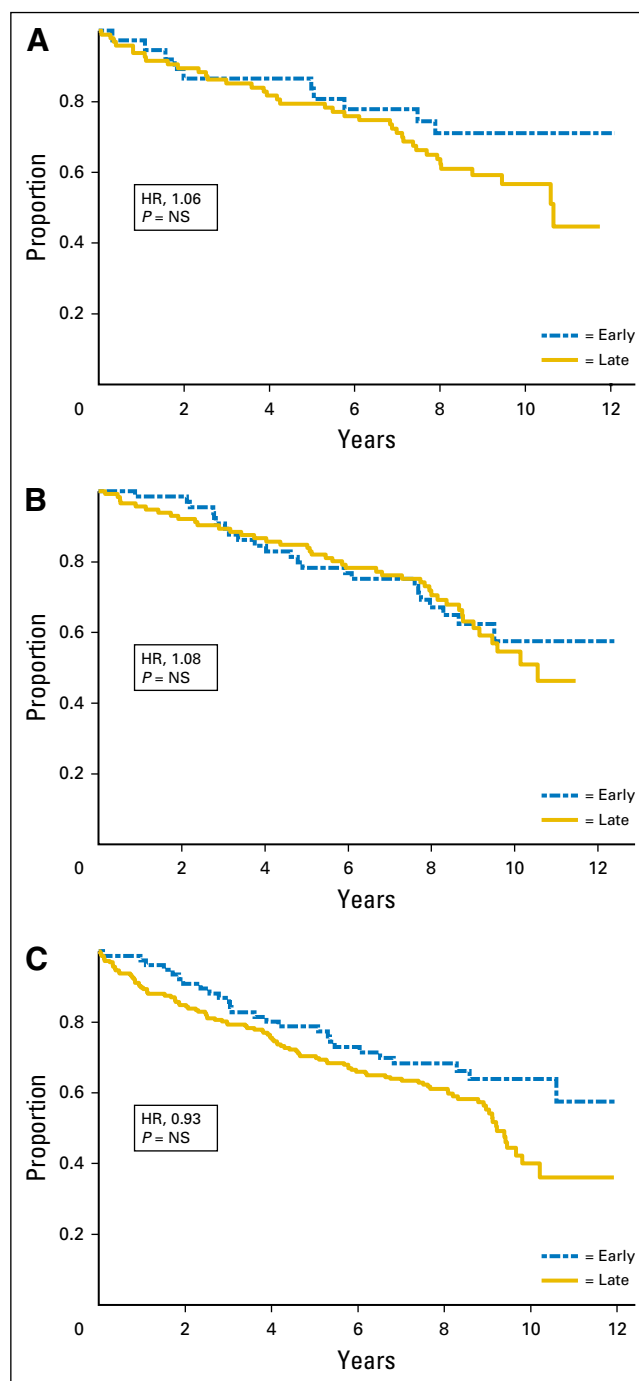 A
Proportion
0.8
0.6
0.4
0.2
HR, 1.06
P = NS
= Early
= Late
0 2 4 6 8 10 12
Years
B
Proportion
0.8
0.6
0.4
0.2
HR, 1.08
P = NS
= Early
= Late
0 2 4 6 8 10 12
Years
C
Proportion
0.8
0.6
0.4
0.2
HR, 0.93
P = NS
= Early
= Late
0 2 4 6 8 10 12
Years